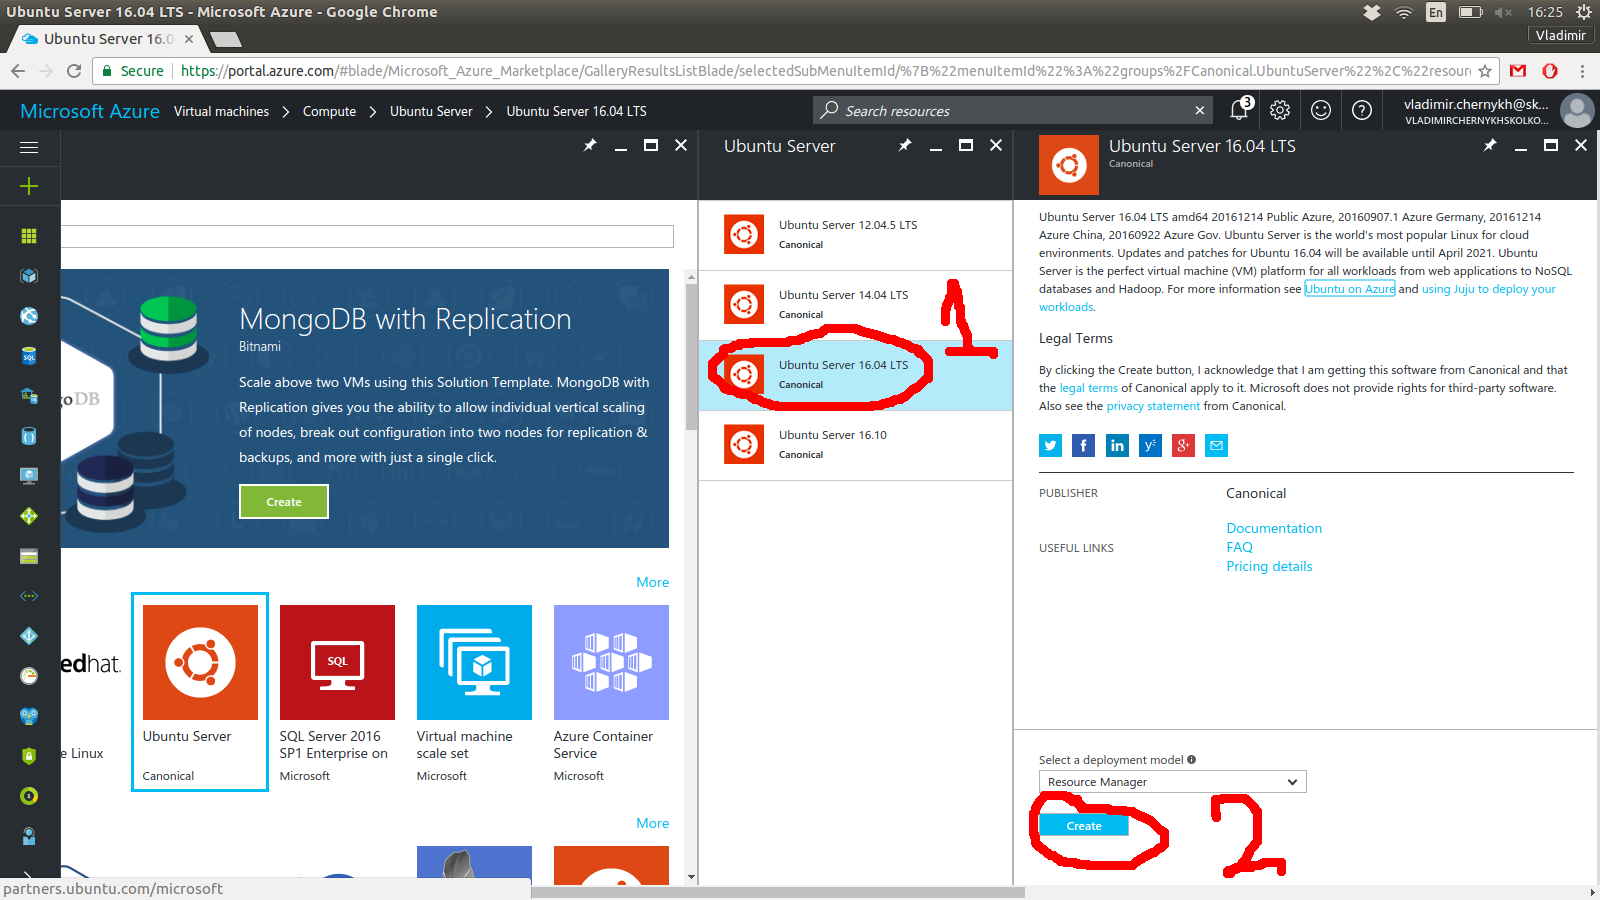 Ubuntu Server 16.04 LTS - Microsoft Azure - Google Chrome
En
16:25
Ubuntu Server 16.0
Vladimir
Secure
https://portal.azure.com/#blade/Microsoft_Azure_Marketplace/GalleryResultsListBlade/selectedSubMenuItemId/%7B%22menuItemId%22%3A%22groups%2FCanonical.UbuntuServer%22%2C%22resour
Microsoft Azure
Virtual machines
Compute
Ubuntu Server
Ubuntu Server 16.04 LTS
Search resources
3
vladimir.chernykh@sk...
VLADIMIRCHERNYKHSKOLKO...
MongoDB with Replication
Bitnami
Scale above two VMs using this Solution Template. MongoDB with
Replication gives you the ability to allow individual vertical scaling
of nodes, break out configuration into two nodes for replication &
backups, and more with just a single click.
Create
goDB
More
edhat.
e Linux
Ubuntu Server
Canonical
SQL
SQL Server 2016
SP1 Enterprise on
Microsoft
Virtual machine
scale set
Microsoft
Azure Container
Service
Microsoft
More
partners.ubuntu.com/microsoft
SQL
Ubuntu Server
Ubuntu Server 12.04.5 LTS
Canonical
Ubuntu Server 14.04 LTS
Canonical
1
Ubuntu Server 16.04 LTS
Canonical
Ubuntu Server 16.10
Canonical
Ubuntu Server 16.04 LTS
Canonical
Ubuntu Server 16.04 LTS amd64 20161214 Public Azure, 20160907.1 Azure Germany, 20161214
Azure China, 20160922 Azure Gov. Ubuntu Server is the world's most popular Linux for cloud
environments. Updates and patches for Ubuntu 16.04 will be available until April 2021. Ubuntu
Server is the perfect virtual machine (VM) platform for all workloads from web applications to NoSQL
databases and Hadoop. For more information see Ubuntu on Azure and using Juju to deploy your
workloads.
Legal Terms
By clicking the Create button, I acknowledge that I am getting this software from Canonical and that
the legal terms of Canonical apply to it. Microsoft does not provide rights for third-party software.
Also see the privacy statement from Canonical.
PUBLISHER
Canonical
USEFUL LINKS
Documentation
FAQ
Pricing details
Select a deployment model
Resource Manager
Create
2